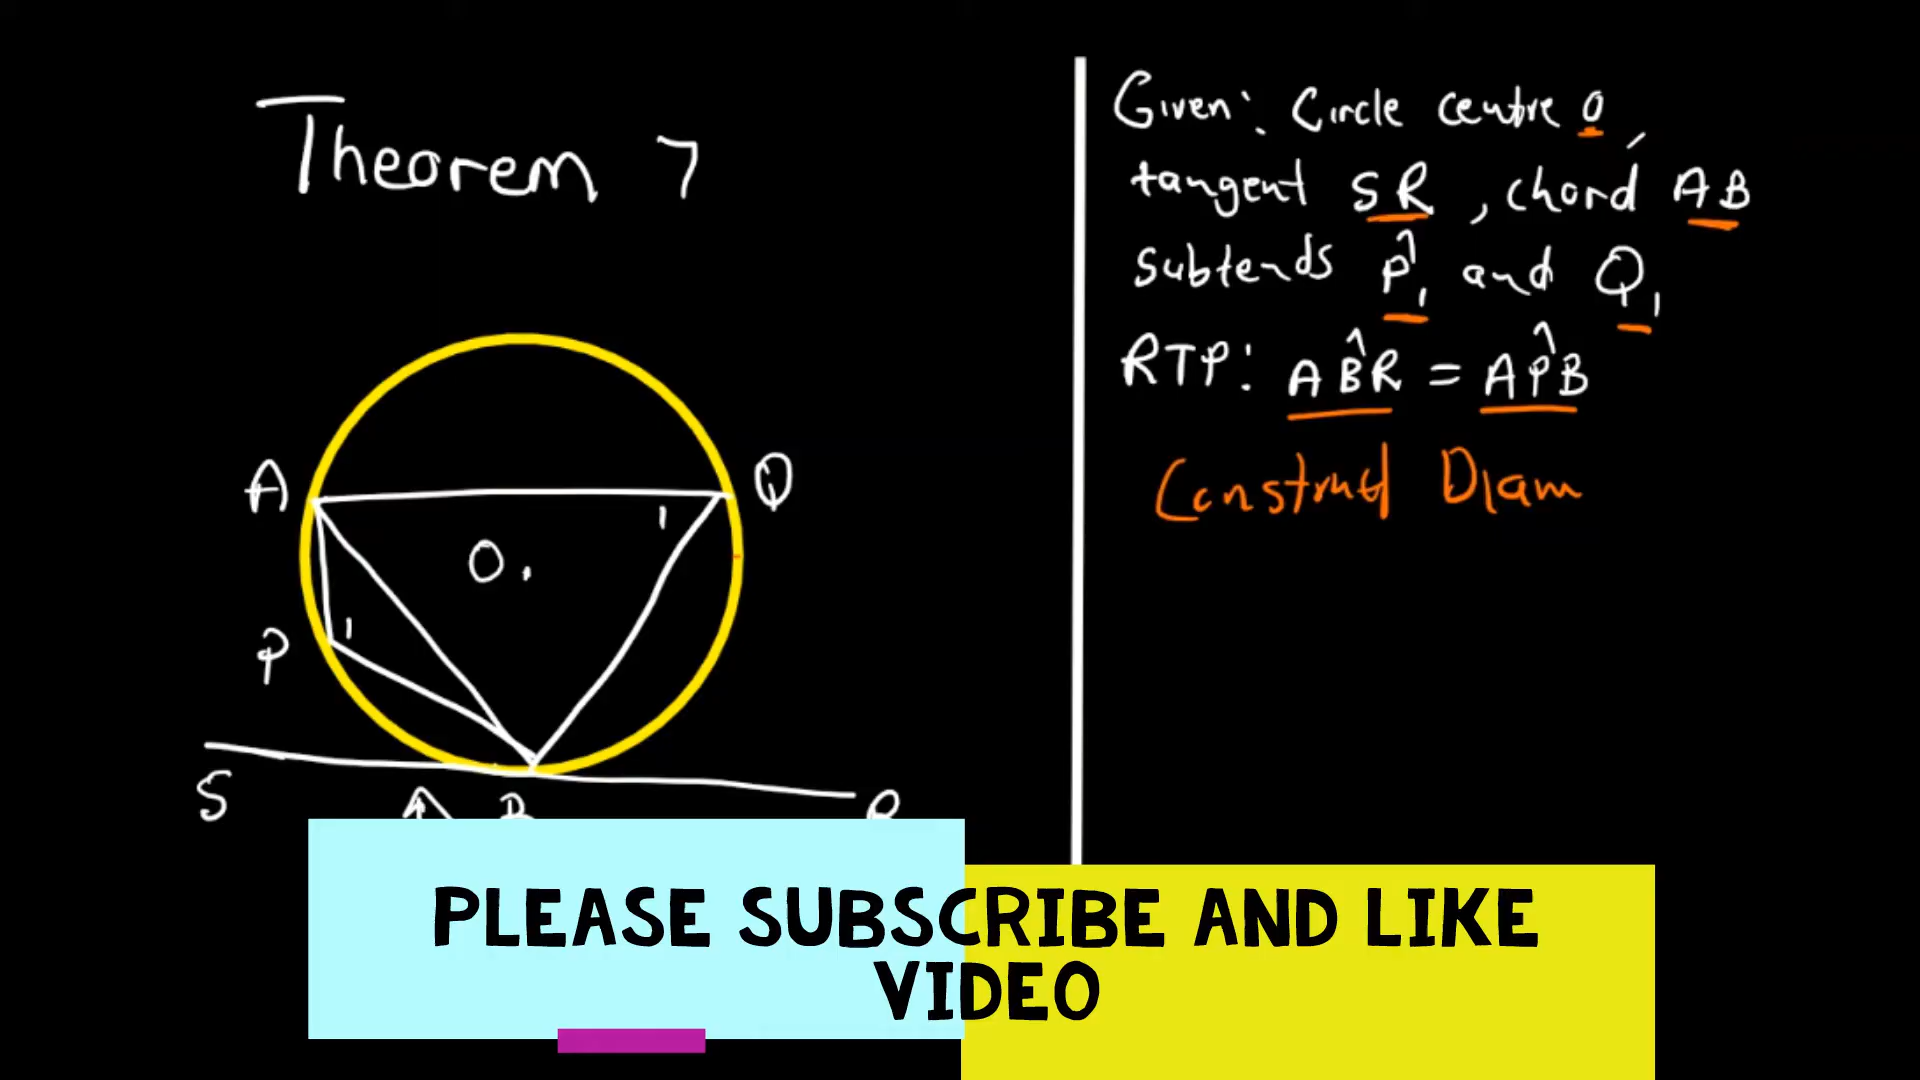 Theorem 7
Given: Circle centre O,
tangent SR, chord AB
subtends P̂₁ and Q₁
RTP: AB̂R = AP̂B
Construct Diam
A
Q
1
O.
1
P
S
B
R
PLEASE SUBSCRIBE AND LIKE
VIDEO